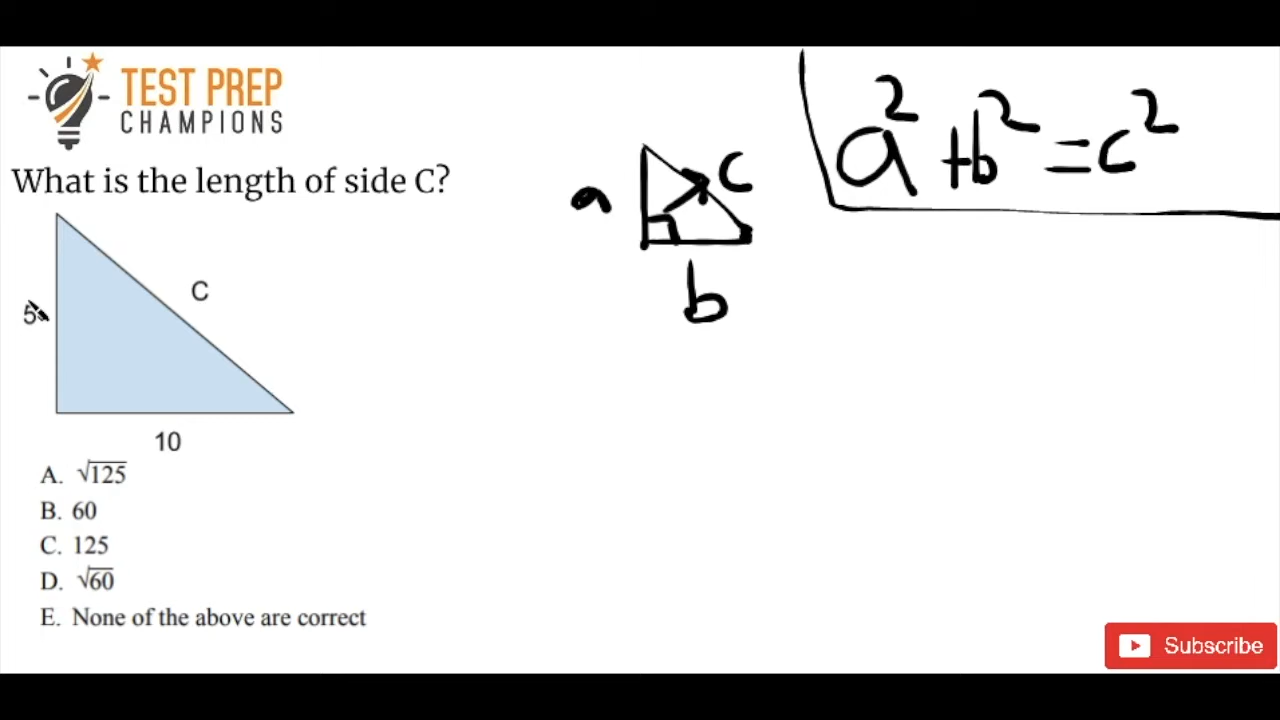 TEST PREP
CHAMPIONS
What is the length of side C?
5
C
10
A. √125
B. 60
C. 125
D. √60
E. None of the above are correct
a
c
b
a² + b² = c²
Subscribe